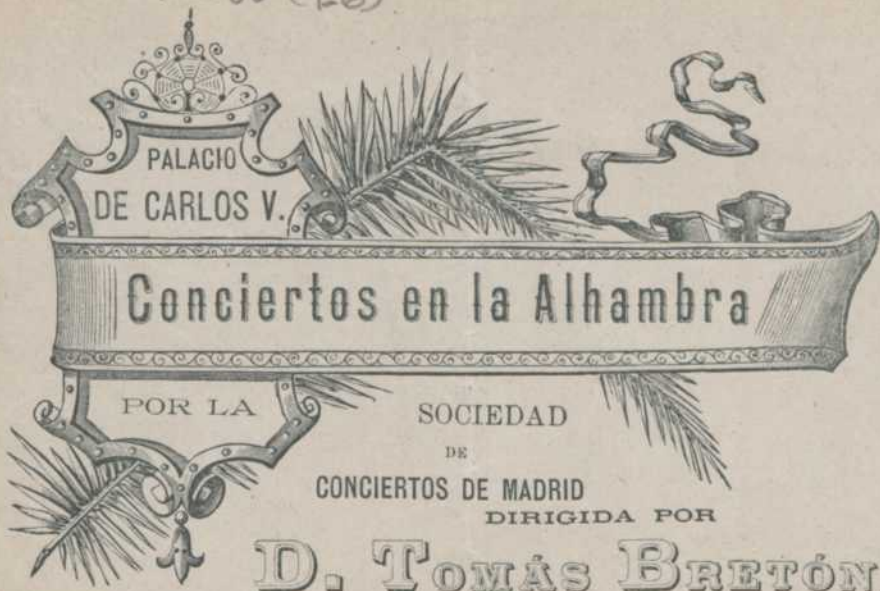 PALACIO
DE CARLOS V.
Conciertos en la Alhambra
POR LA
SOCIEDAD
DE
CONCIERTOS DE MADRID
DIRIGIDA POR
D. TOMÁS BRETÓN